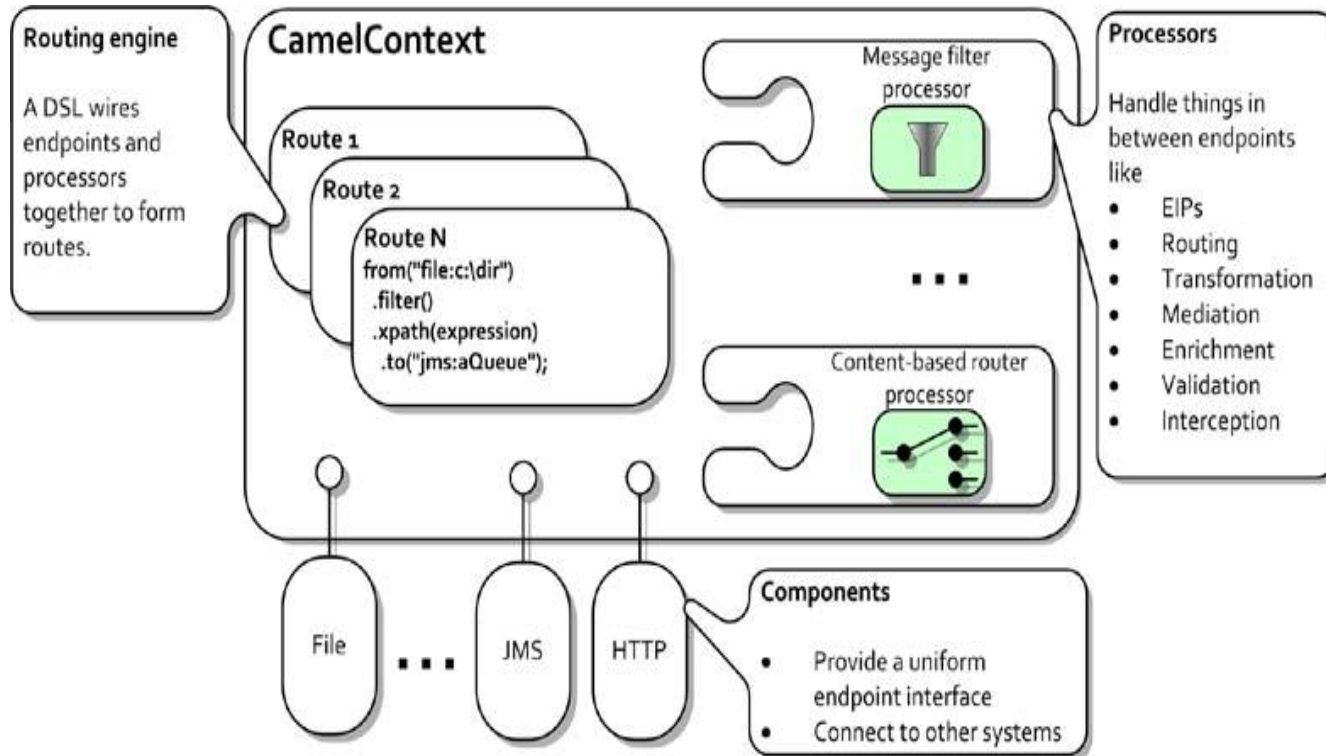 Routing engine
A DSL wires
endpoints and
processors
together to form
routes.
CamelContext
Route 1
Route 2
Route N
from("file:c:\dir")
.filter()
.xpath(expression)
.to("jms:aQueue");
Message filter
processor
Content-based router
processor
Processors
Handle things in
between endpoints
like
• EIPs
• Routing
• Transformation
• Mediation
• Enrichment
• Validation
• Interception
File
JMS
HTTP
Components
• Provide a uniform
endpoint interface
• Connect to other systems